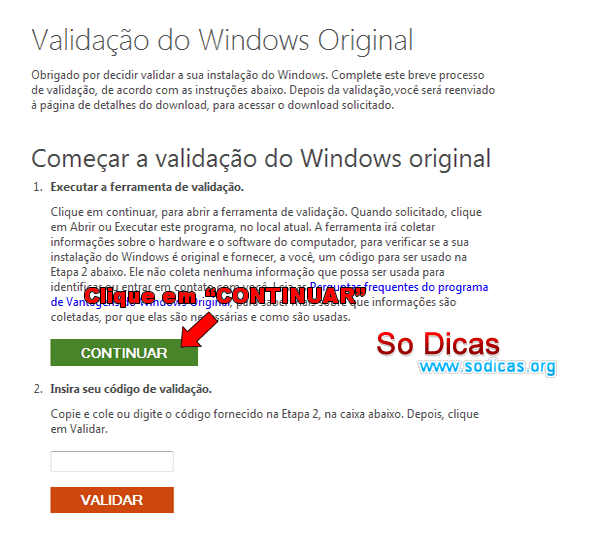 Validação do Windows Original
Obrigado por decidir validar a sua instalação do Windows. Complete este breve processo
de validação, de acordo com as instruções abaixo. Depois da validação,você será reenviado
à página de detalhes do download, para acessar o download solicitado.
Começar a validação do Windows original
1. Executar a ferramenta de validação.
Clique em continuar, para abrir a ferramenta de validação. Quando solicitado, clique
em Abrir ou Executar este programa, no local atual. A ferramenta irá coletar
informações sobre o hardware e o software do computador, para verificar se a sua
instalação do Windows é original e fornecer, a você, um código para ser usado na
Etapa 2 abaixo. Ele não coleta nenhuma informação que possa ser usada para
identificar ou entrar em contato com você. Leia as Perguntas frequentes do programa
Clique em "CONTINUAR"
de Vantagens do Windows Original, para saber mais sobre que informações são
coletadas, por que elas são necessárias e como são usadas.
CONTINUAR
So Dicas
www.sodicas.org
2. Insira seu código de validação.
Copie e cole ou digite o código fornecido na Etapa 2, na caixa abaixo. Depois, clique
em Validar.
VALIDAR